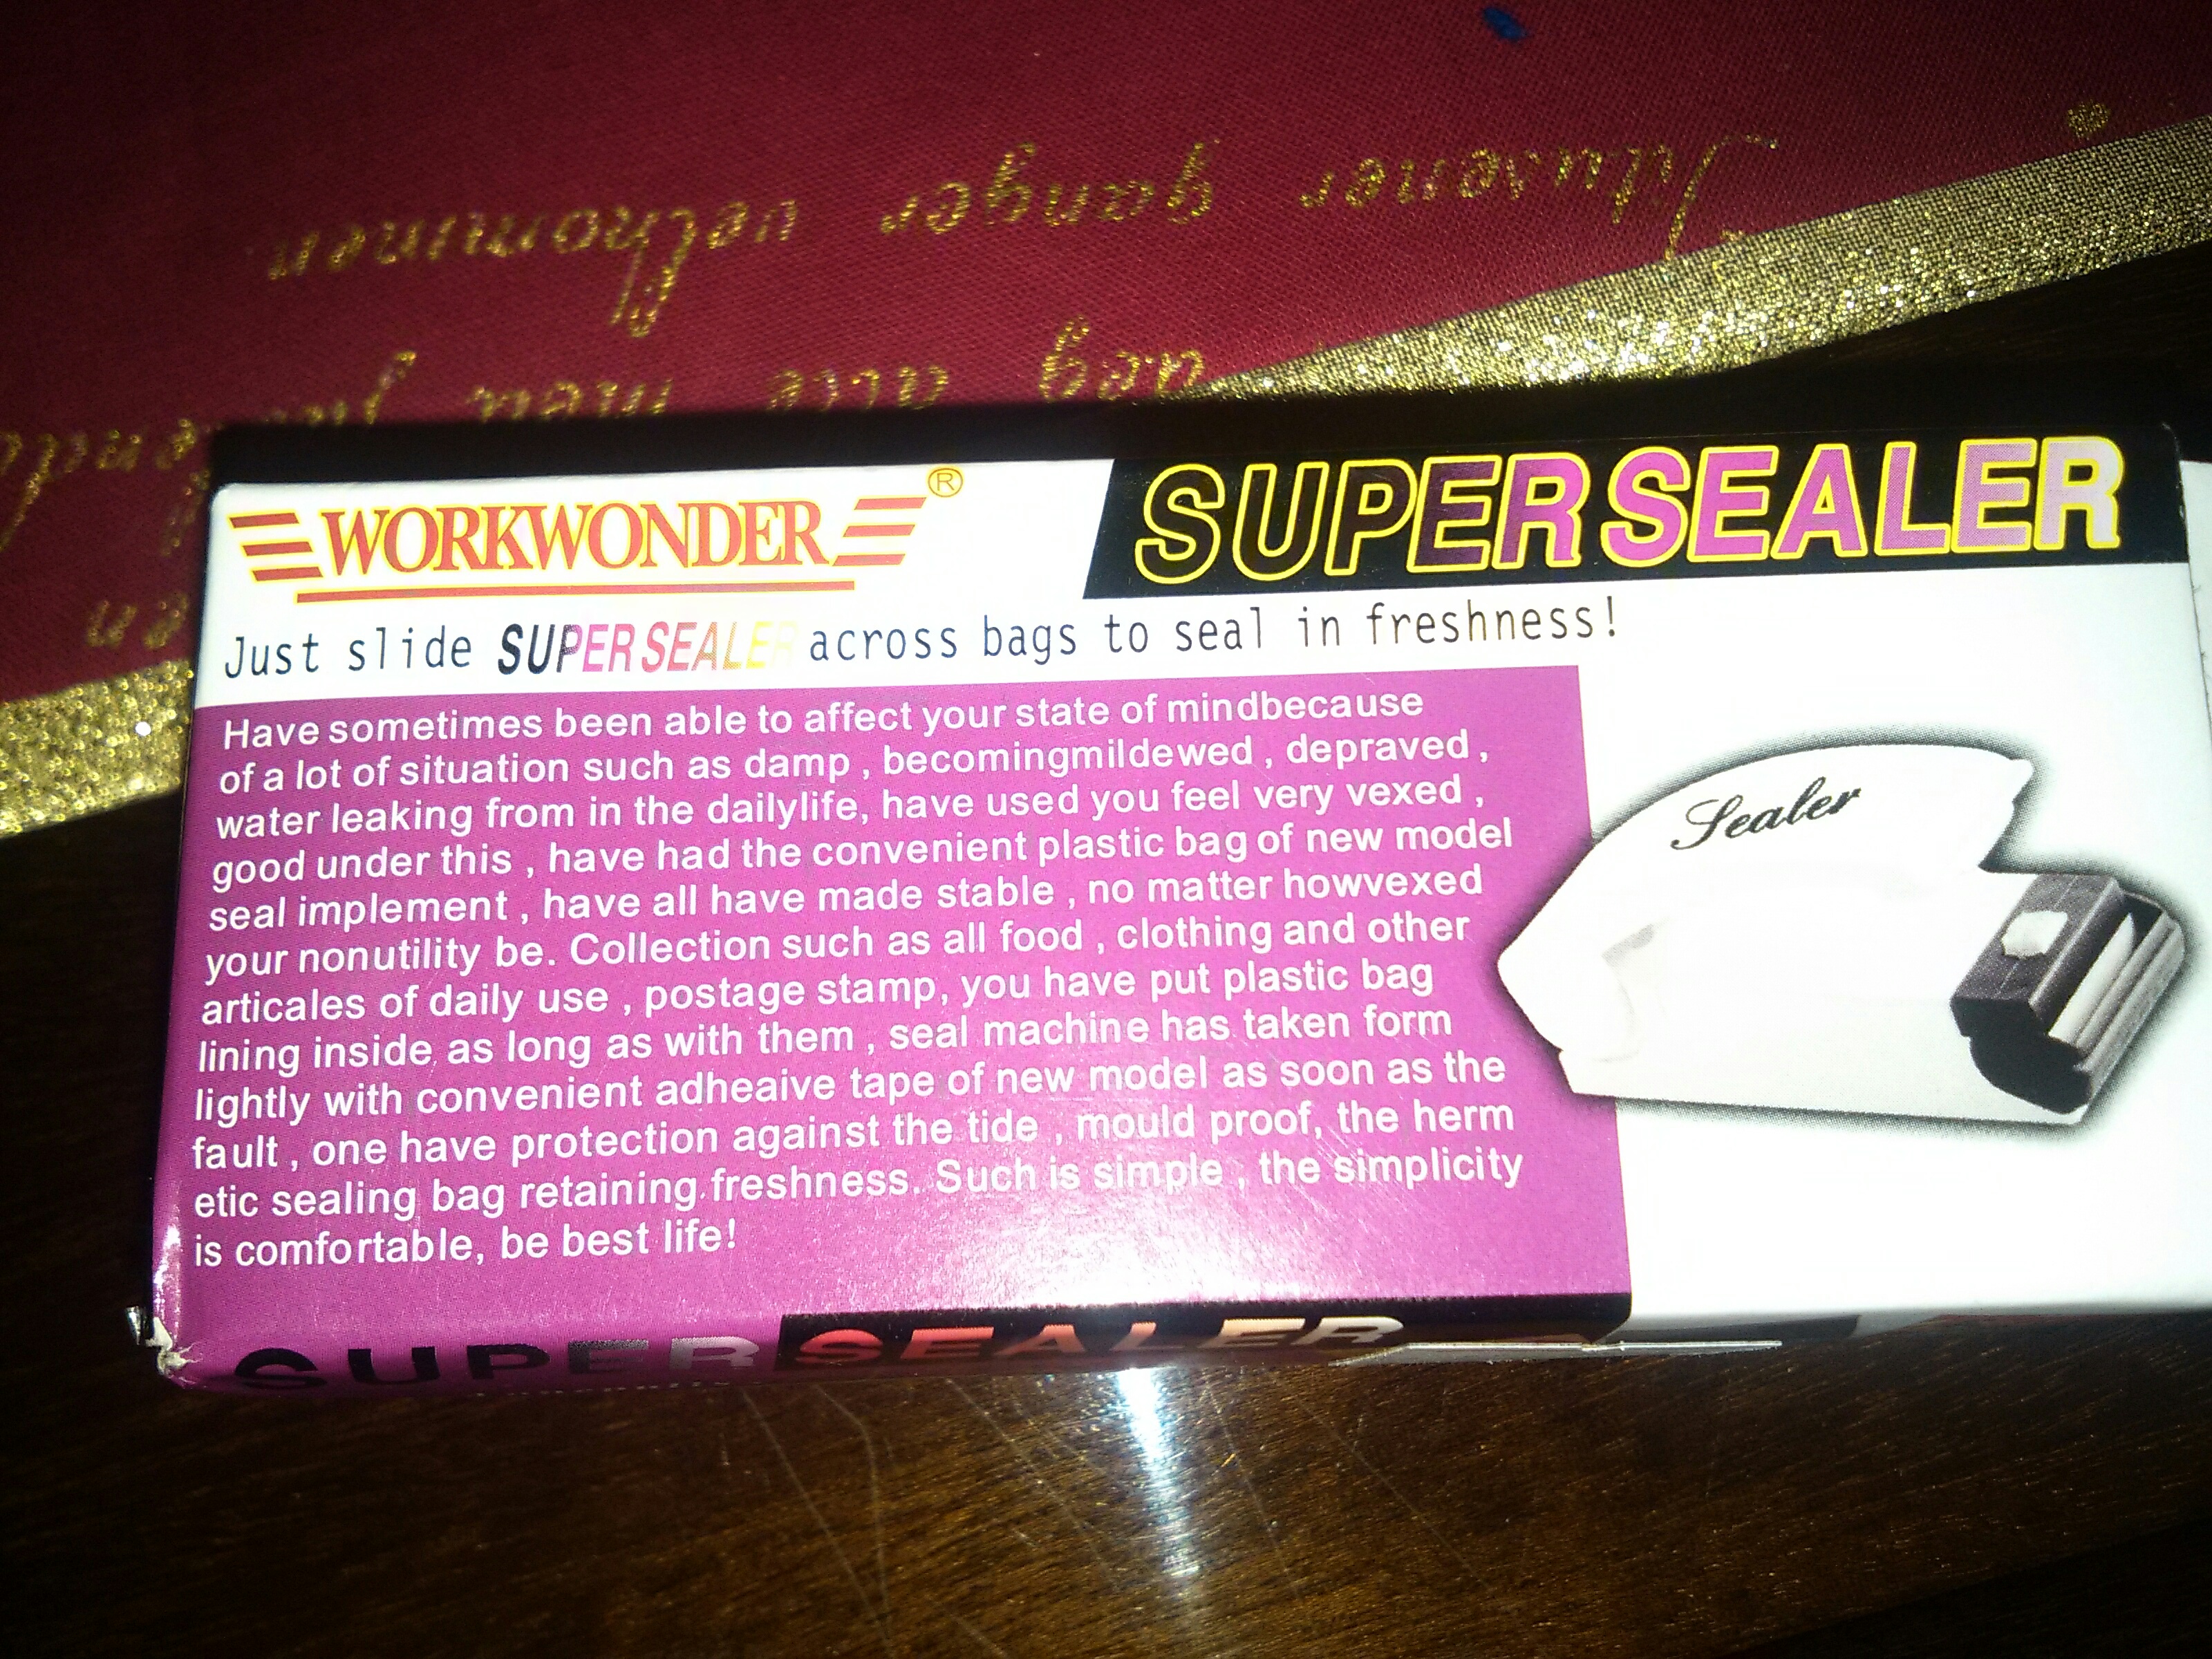 Tusener ganger velkommen
deg alle
WORKWONDER®
SUPER SEALER
Just slide SUPER SEALER across bags to seal in freshness!
Have sometimes been able to affect your state of mindbecause
of a lot of situation such as damp , becomingmildewed , depraved ,
water leaking from in the dailylife, have used you feel very vexed ,
good under this , have had the convenient plastic bag of new model
seal implement , have all have made stable , no matter howvexed
your nonutility be. Collection such as all food , clothing and other
articales of daily use , postage stamp, you have put plastic bag
lining inside as long as with them , seal machine has taken form
lightly with convenient adheaive tape of new model as soon as the
fault , one have protection against the tide , mould proof, the herm
etic sealing bag retaining freshness. Such is simple , the simplicity
is comfortable, be best life!
Sealer
SUPER SEALER